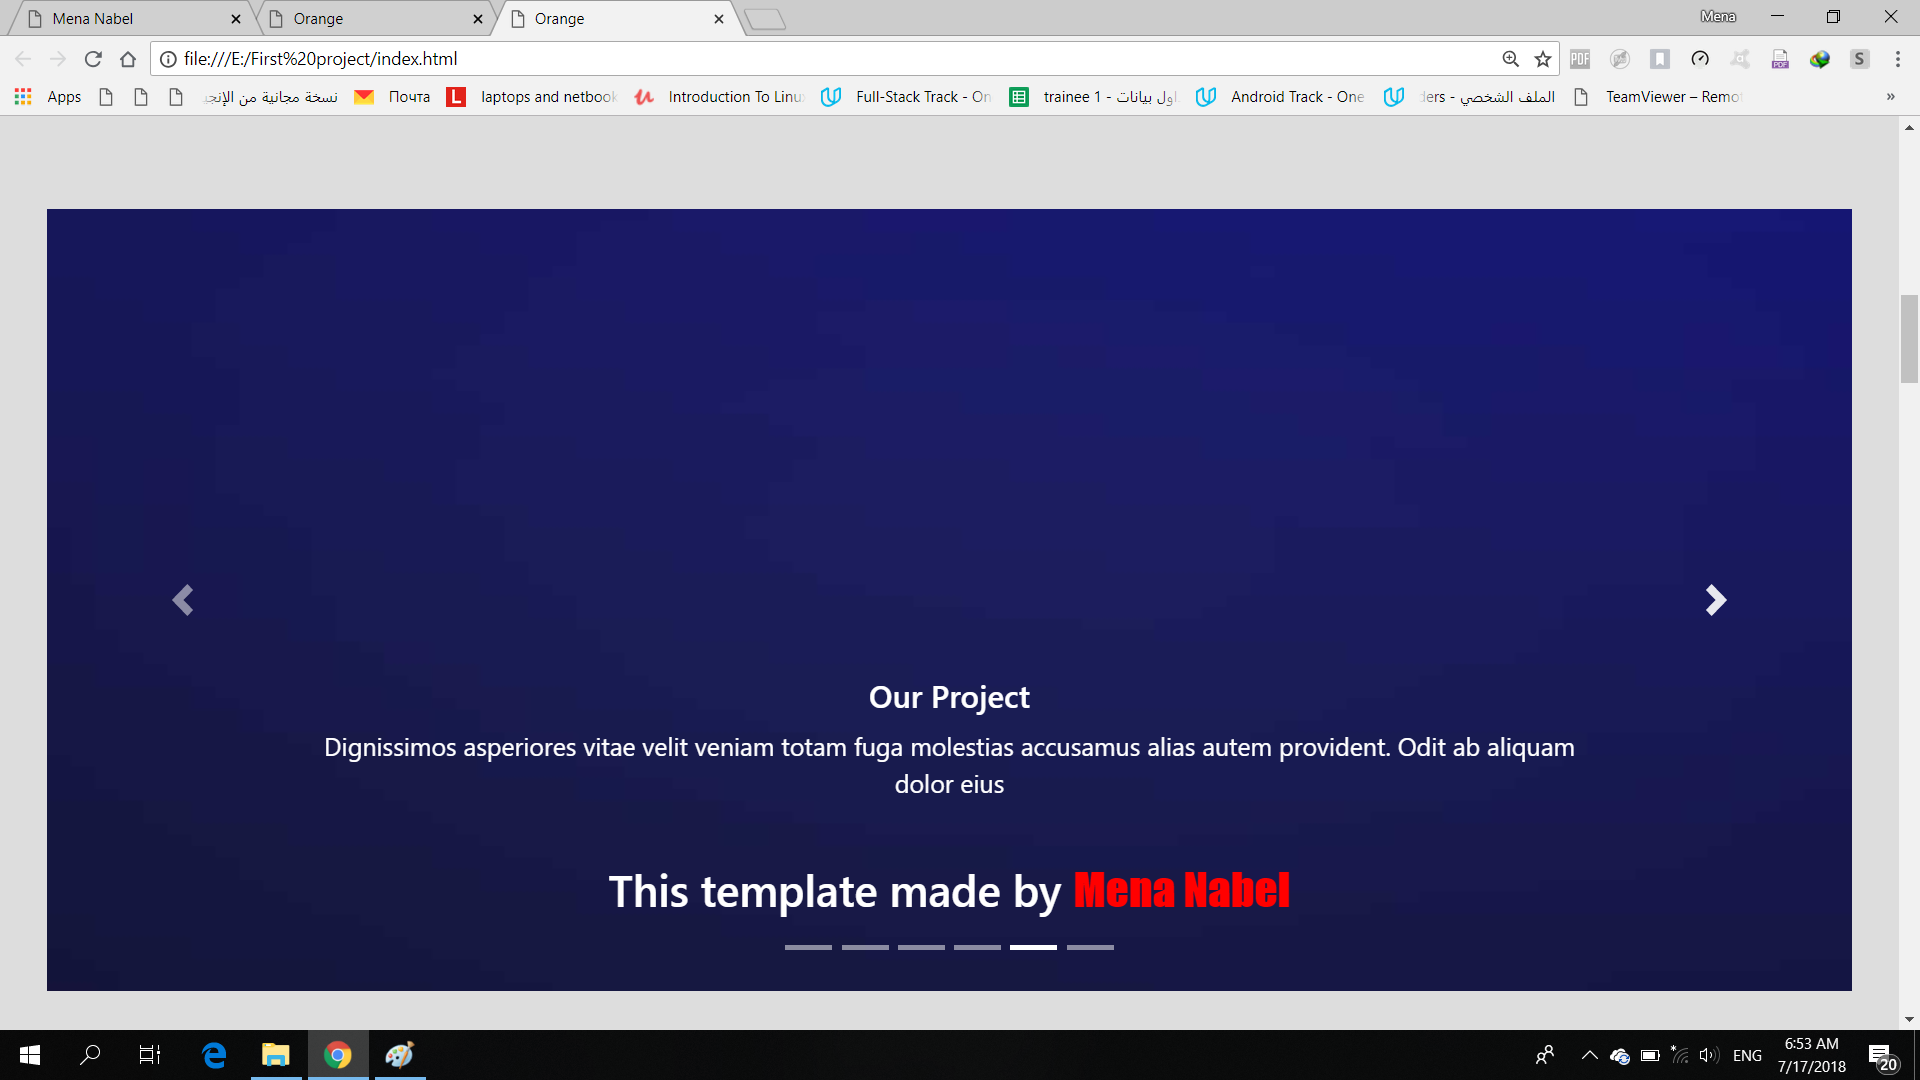 Mena Nabel
Orange
Orange
Mena
file:///E:/First%20project/index.html
Apps
نسخة مجانية من الإنجي
Почта
laptops and netbook
Introduction To Linu
Full-Stack Track - On
trainee 1 - اول بيانات
Android Track - One
الملف الشخصي - ders
TeamViewer – Remot
»
Our Project
Dignissimos asperiores vitae velit veniam totam fuga molestias accusamus alias autem provident. Odit ab aliquam
dolor eius
This template made by Mena Nabel
ENG
6:53 AM
7/17/2018
20